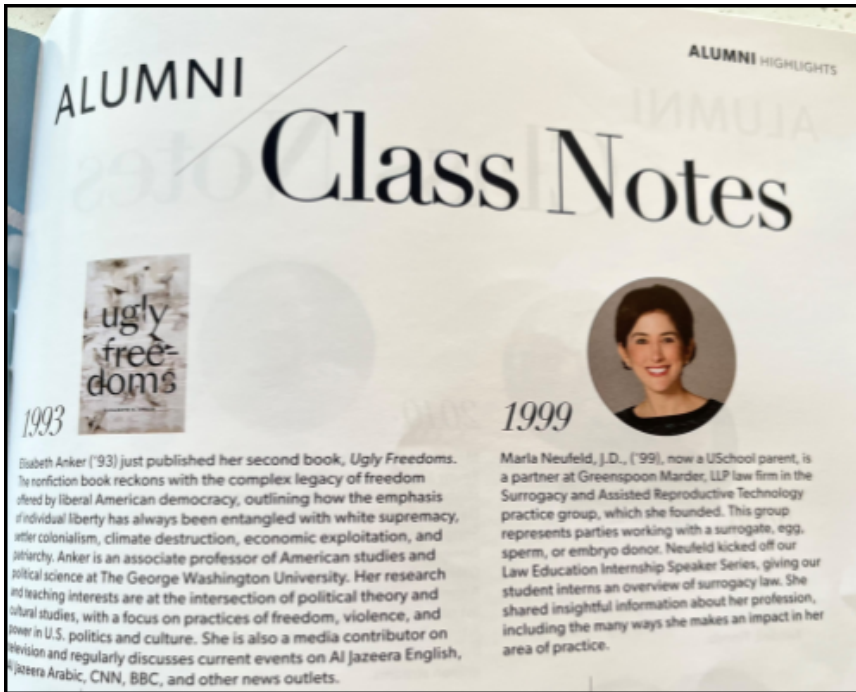 ALUMNI HIGHLIGHTS
ALUMNI
Class Notes
ugly
free-
doms
1993
Elisabeth Anker ('93) just published her second book, Ugly Freedoms.
The nonfiction book reckons with the complex legacy of freedom
offered by liberal American democracy, outlining how the emphasis
of individual liberty has always been entangled with white supremacy,
settler colonialism, climate destruction, economic exploitation, and
patriarchy. Anker is an associate professor of American studies and
political science at The George Washington University. Her research
and teaching interests are at the intersection of political theory and
cultural studies, with a focus on practices of freedom, violence, and
power in U.S. politics and culture. She is also a media contributor on
television and regularly discusses current events on Al Jazeera English,
Al Jazeera Arabic, CNN, BBC, and other news outlets.
1999
Marla Neufeld, J.D., ('99), now a USchool parent, is
a partner at Greenspoon Marder, LLP law firm in the
Surrogacy and Assisted Reproductive Technology
practice group, which she founded. This group
represents parties working with a surrogate, egg,
sperm, or embryo donor. Neufeld kicked off our
Law Education Internship Speaker Series, giving our
student interns an overview of surrogacy law. She
shared insightful information about her profession,
including the many ways she makes an impact in her
area of practice.